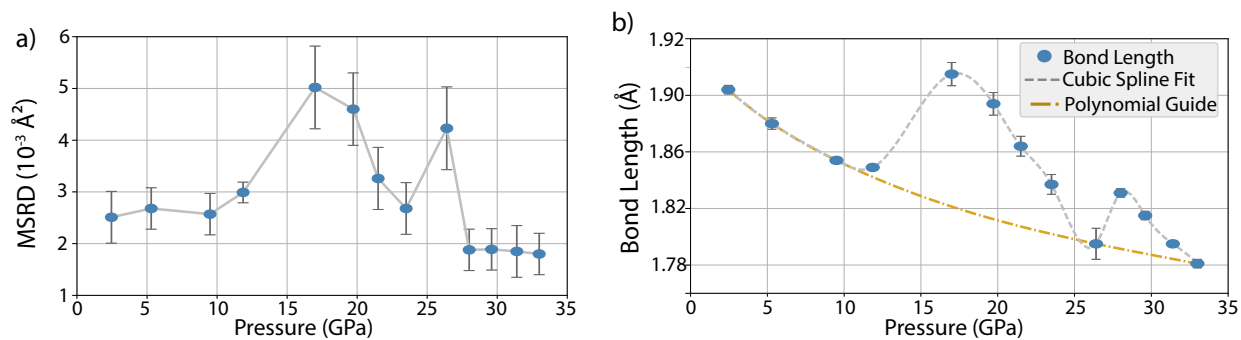 a)
MSRD (10⁻³ Å²)
6
5
4
3
2
1
0 5 10 15 20 25 30 35
Pressure (GPa)
b)
Bond Length (Å)
1.92
1.90
1.86
1.82
1.78
0 5 10 15 20 25 30 35
Pressure (GPa)
Bond Length
Cubic Spline Fit
Polynomial Guide